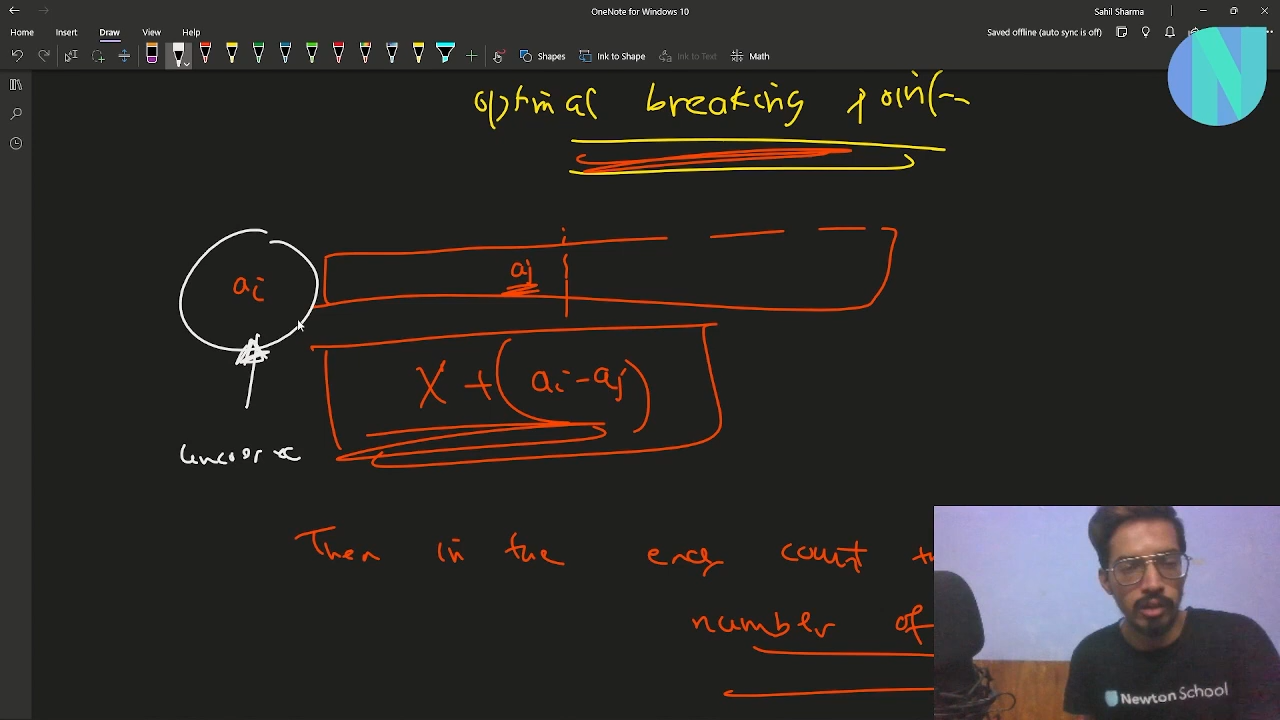 OneNote for Windows 10
Sahil Sharma
Home Insert Draw View Help
Saved offline (auto sync is off)
Shapes Ink to Shape Ink to Text Math
optimal breaking
ai
aj
X + (ai - aj)
Then in the count
number of
Newton School